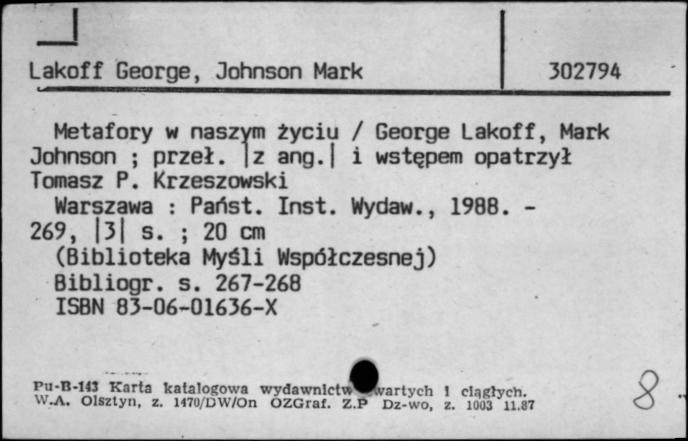 Lakoff George, Johnson Mark 302794
Metafory w naszym życiu / George Lakoff, Mark
Johnson ; przeł. |z ang.| i wstępem opatrzył
Tomasz P. Krzeszowski
Warszawa : Państ. Inst. Wydaw., 1988. -
269, |3| s. ; 20 cm
(Biblioteka Myśli Współczesnej)
Bibliogr. s. 267-268
ISBN 83-06-01636-X
Pu-B-143 Karta katalogowa wydawnictw wartych i ciągłych.
W.A. Olsztyn, z. 1470/DW/On OZGraf. Z.P Dz-wo, z. 1003 11.87
8